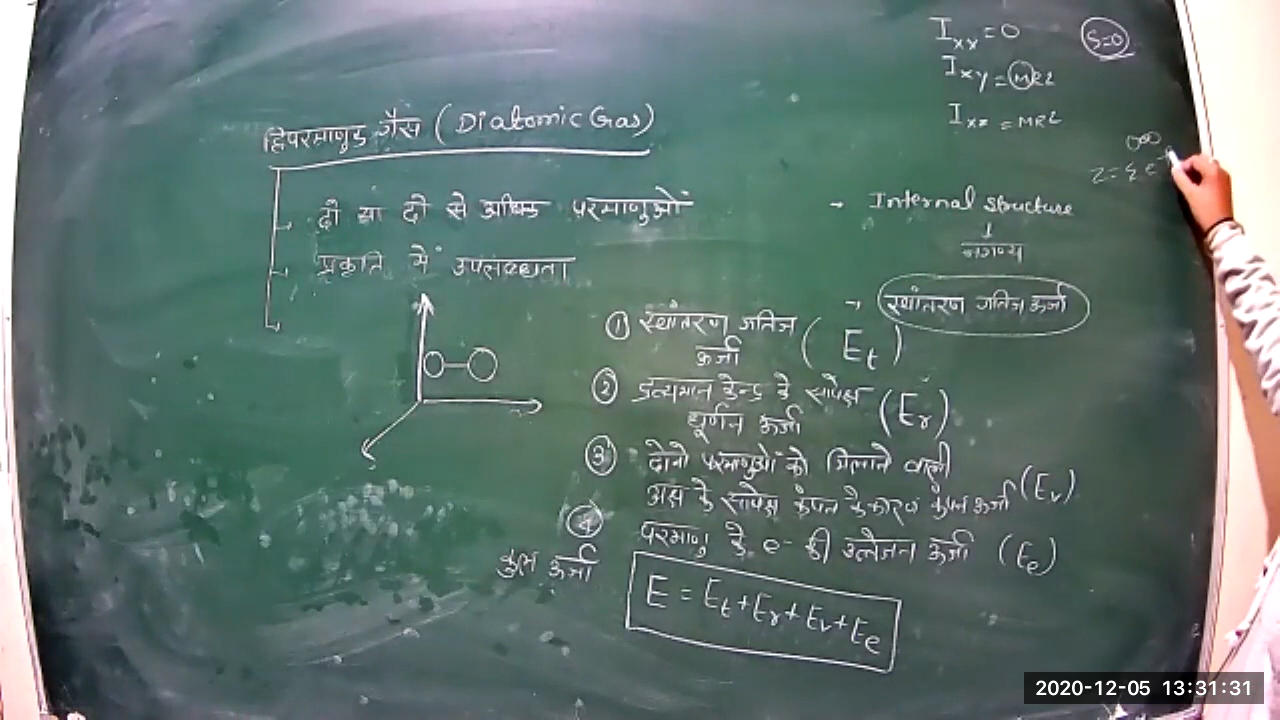 द्विपरमाणुक गैस (Diatomic Gas)
→ दो या दो से अधिक परमाणुओं
→ प्रकृति में उपलब्धता
① स्थांतरण गतिज
ऊर्जा (Et)
② द्रव्यमान केन्द्र के सापेक्ष
घूर्णन ऊर्जा (Er)
③ दोनो परमाणुओं को मिलाने वाली
अक्ष के सापेक्ष कंपन के कारण कंपन ऊर्जा (Ev)
④ परमाणु के e- की उत्तेजन ऊर्जा (Ee)
कुल ऊर्जा E = Et + Er + Ev + Ee
Ixx = 0
S=0
Ixy = MR2
Ixz = MR2
Z = Σ e-
→ Internal structure
↓
नगण्य
→ स्थांतरण गतिज ऊर्जा
2020-12-05 13:31:31